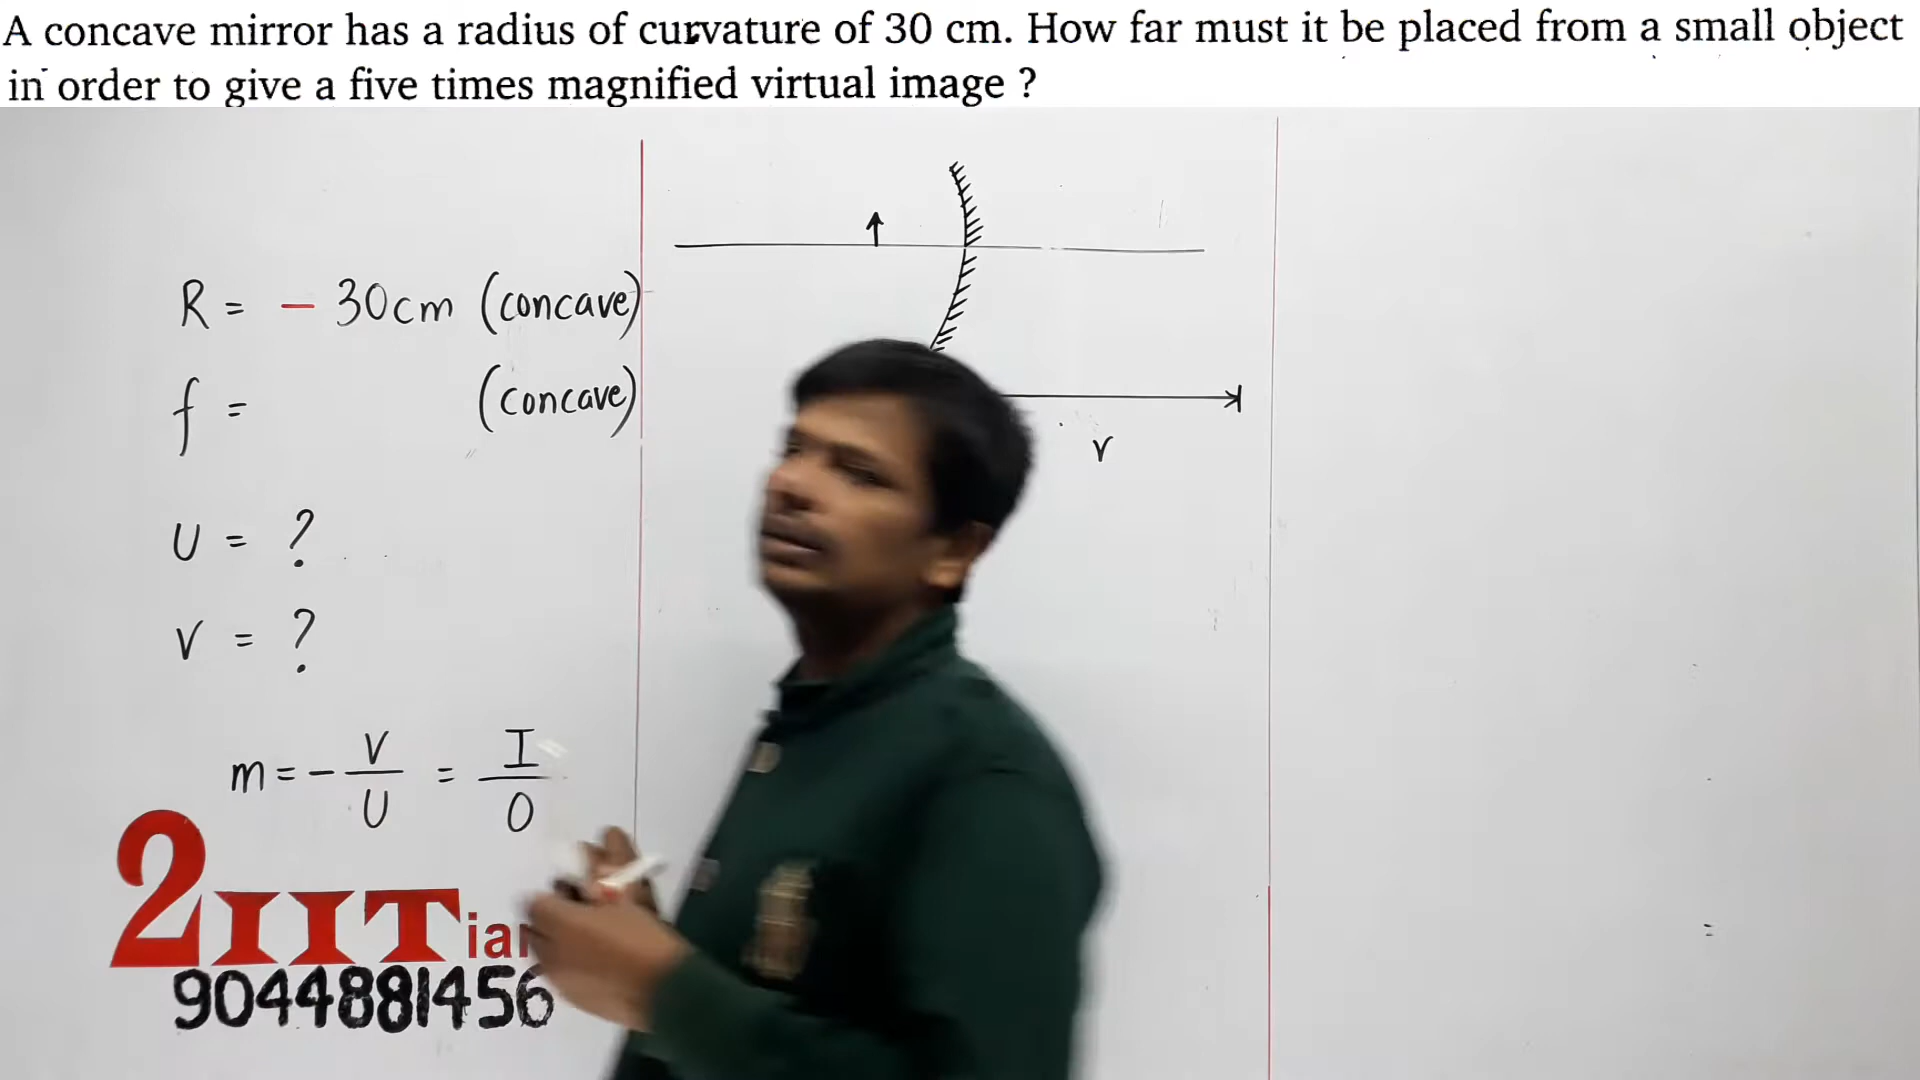 A concave mirror has a radius of curvature of 30 cm. How far must it be placed from a small object
in order to give a five times magnified virtual image ?
R = - 30cm (concave)
f = (concave)
U = ?
V = ?
m = - V/U = I/O
v
2IITian
9044881456